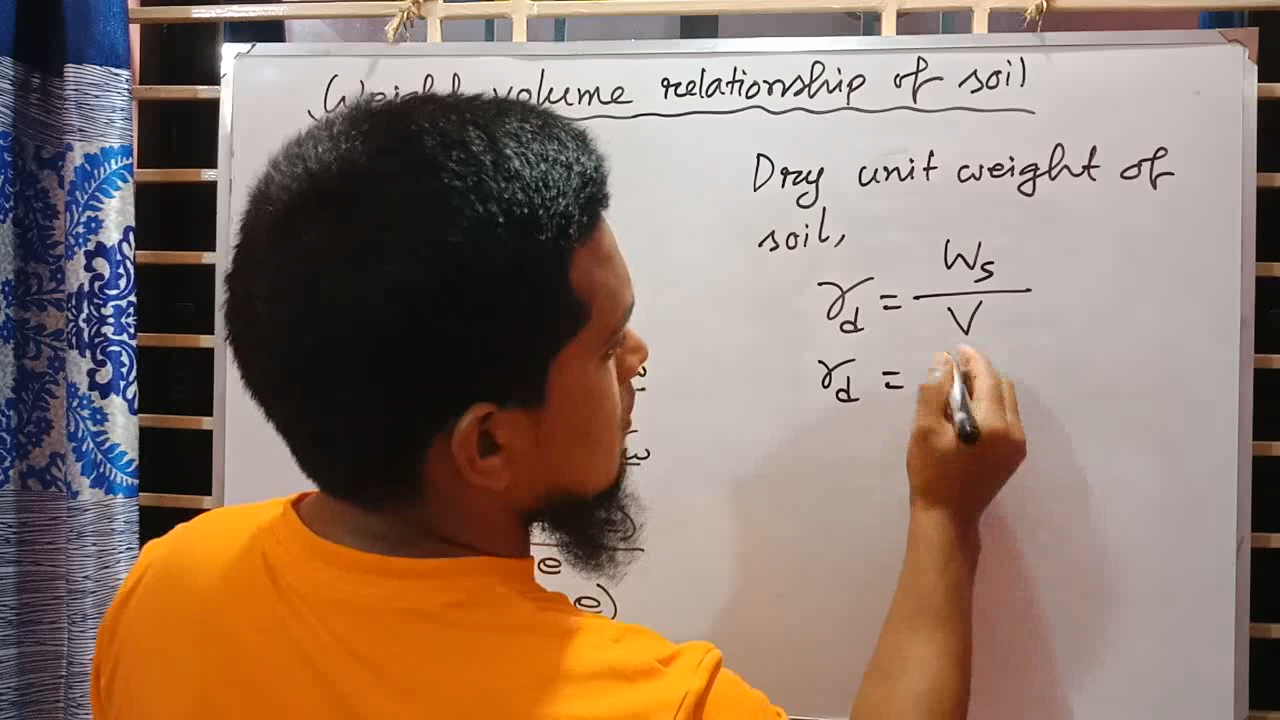 volume relationship of soil
Dry unit weight of
soil,
γd = Ws / V
γd =
e
e)